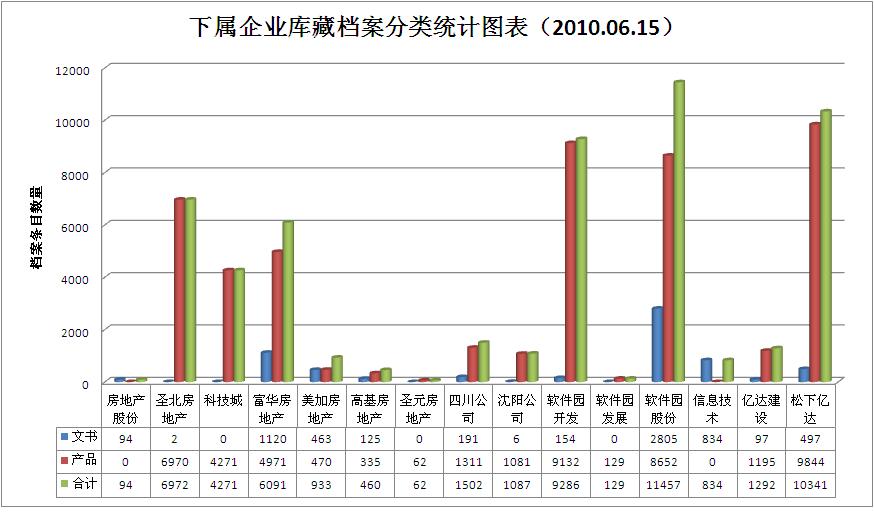 下属企业库藏档案分类统计图表（2010.06.15）
档案条目数量
12000
10000
8000
6000
4000
2000
0
房地产股份 圣北房地产 科技城 富华房地产 美加房地产 高基房地产 圣元房地产 四川公司 沈阳公司 软件园开发 软件园发展 软件园股份 信息技术 亿达建设 松下亿达
文书 94 2 0 1120 463 125 0 191 6 154 0 2805 834 97 497
产品 0 6970 4271 4971 470 335 62 1311 1081 9132 129 8652 0 1195 9844
合计 94 6972 4271 6091 933 460 62 1502 1087 9286 129 11457 834 1292 10341